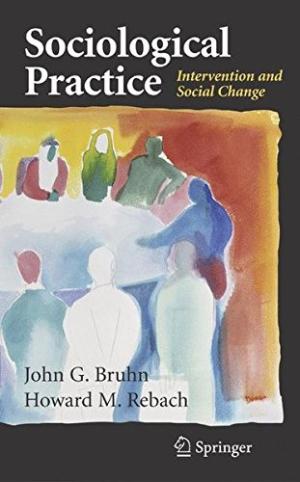 Sociological
Practice
Intervention and
Social Change
John G. Bruhn
Howard M. Rebach
Springer